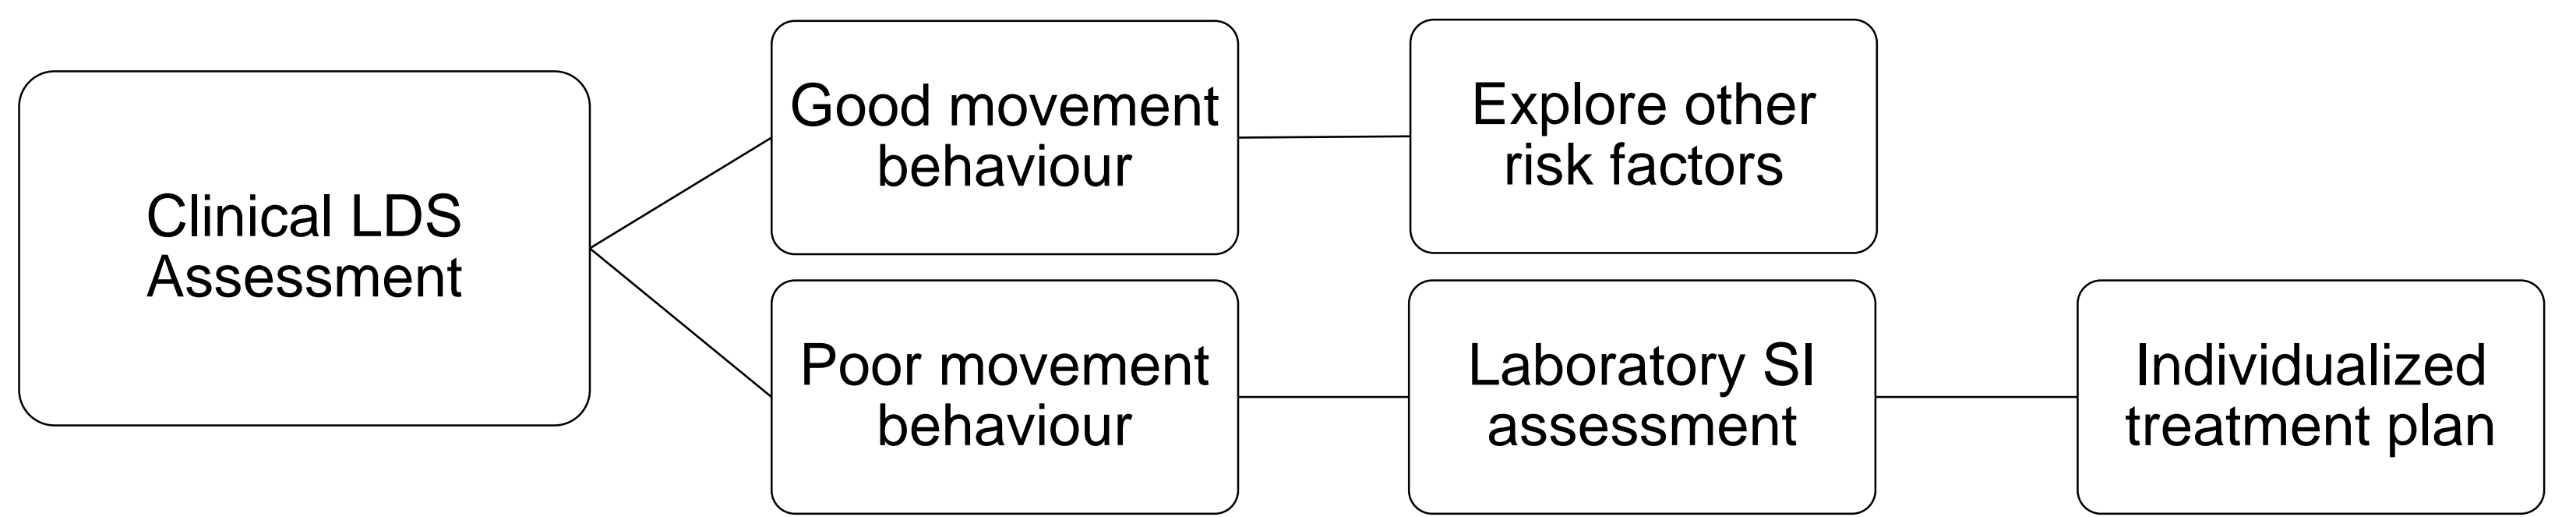 Clinical LDS
Assessment
Good movement
behaviour
Explore other
risk factors
Poor movement
behaviour
Laboratory SI
assessment
Individualized
treatment plan